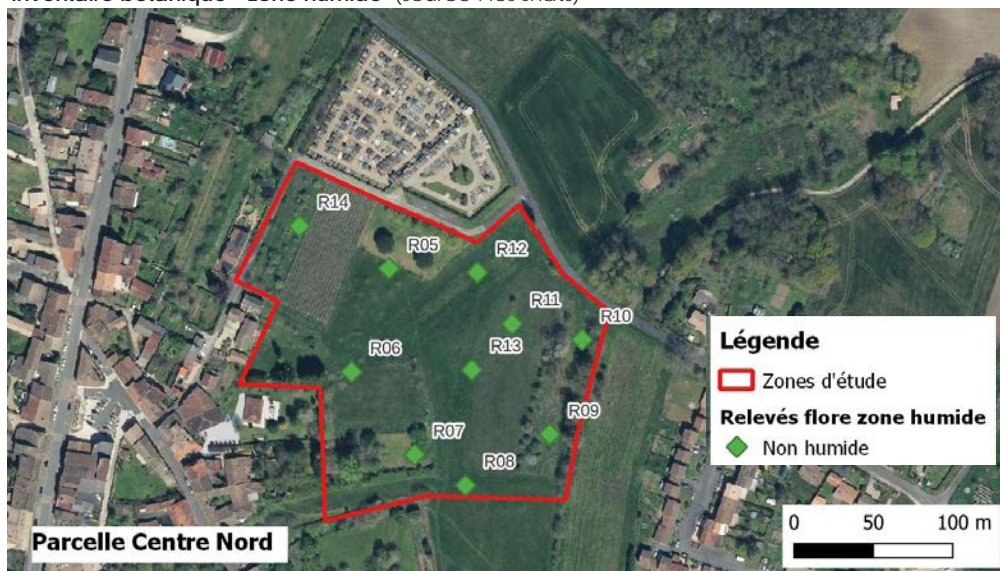 R14
R05
R12
R11
R10
R06
R13
R09
R07
R08
Légende
Zones d'étude
Relevés flore zone humide
Non humide
0 50 100 m
Parcelle Centre Nord